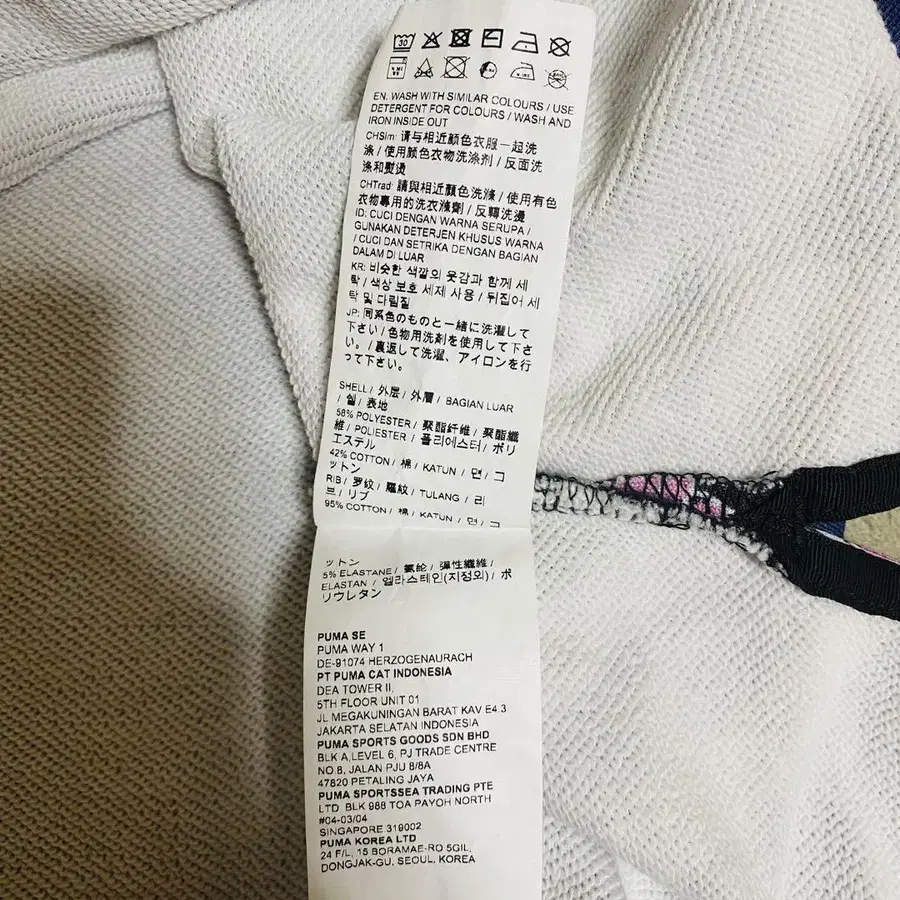 30
EN: WASH WITH SIMILAR COLOURS / USE
DETERGENT FOR COLOURS / WASH AND
IRON INSIDE OUT
CHSim: 请与相近颜色衣服一起洗
涤 / 使用颜色衣物洗涤剂 / 反面洗
涤和熨烫
CHTrad: 請與相近顏色洗滌 / 使用有色
衣物專用的洗衣滌劑 / 反轉洗燙
ID: CUCI DENGAN WARNA SERUPA /
GUNAKAN DETERJEN KHUSUS WARNA
/ CUCI DAN SETRIKA DENGAN BAGIAN
DALAM DI LUAR
KR: 비슷한 색깔의 옷감과 함께 세
탁 / 색상 보호 세제 사용 / 뒤집어 세
탁 및 다림질
JP: 同系色のものと一緒に洗濯して
下さい / 色物用洗剤を使用して下さ
い。/ 裏返して洗濯、アイロンを行
って下さい。
SHELL / 外层 / 外層 / BAGIAN LUAR
/ 쉘 / 表地
58% POLYESTER / 聚酯纤维 / 聚酯纖
維 / POLIESTER / 폴리에스터 / ポリ
エステル
42% COTTON / 棉 / KATUN / 면 / コ
ットン
RIB / 罗纹 / 羅紋 / TULANG / 리
브 / リブ
95% COTTON / 棉 / KATUN / 면 / コ
ットン
5% ELASTANE / 氨纶 / 彈性纖維 /
ELASTAN / 엘라스테인(지정외) / ポ
リウレタン
PUMA SE
PUMA WAY 1
DE-91074 HERZOGENAURACH
PT PUMA CAT INDONESIA
DEA TOWER II,
5TH FLOOR UNIT 01
JL MEGAKUNINGAN BARAT KAV E4.3
JAKARTA SELATAN INDONESIA
PUMA SPORTS GOODS SDN BHD
BLK A,LEVEL 6, PJ TRADE CENTRE
NO.8, JALAN PJU 8/8A
47820 PETALING JAYA
PUMA SPORTSSEA TRADING PTE
LTD. BLK 988 TOA PAYOH NORTH
#04-03/04
SINGAPORE 319002
PUMA KOREA LTD
24 F/L, 15 BORAMAE-RO 5GIL,
DONGJAK-GU, SEOUL, KOREA